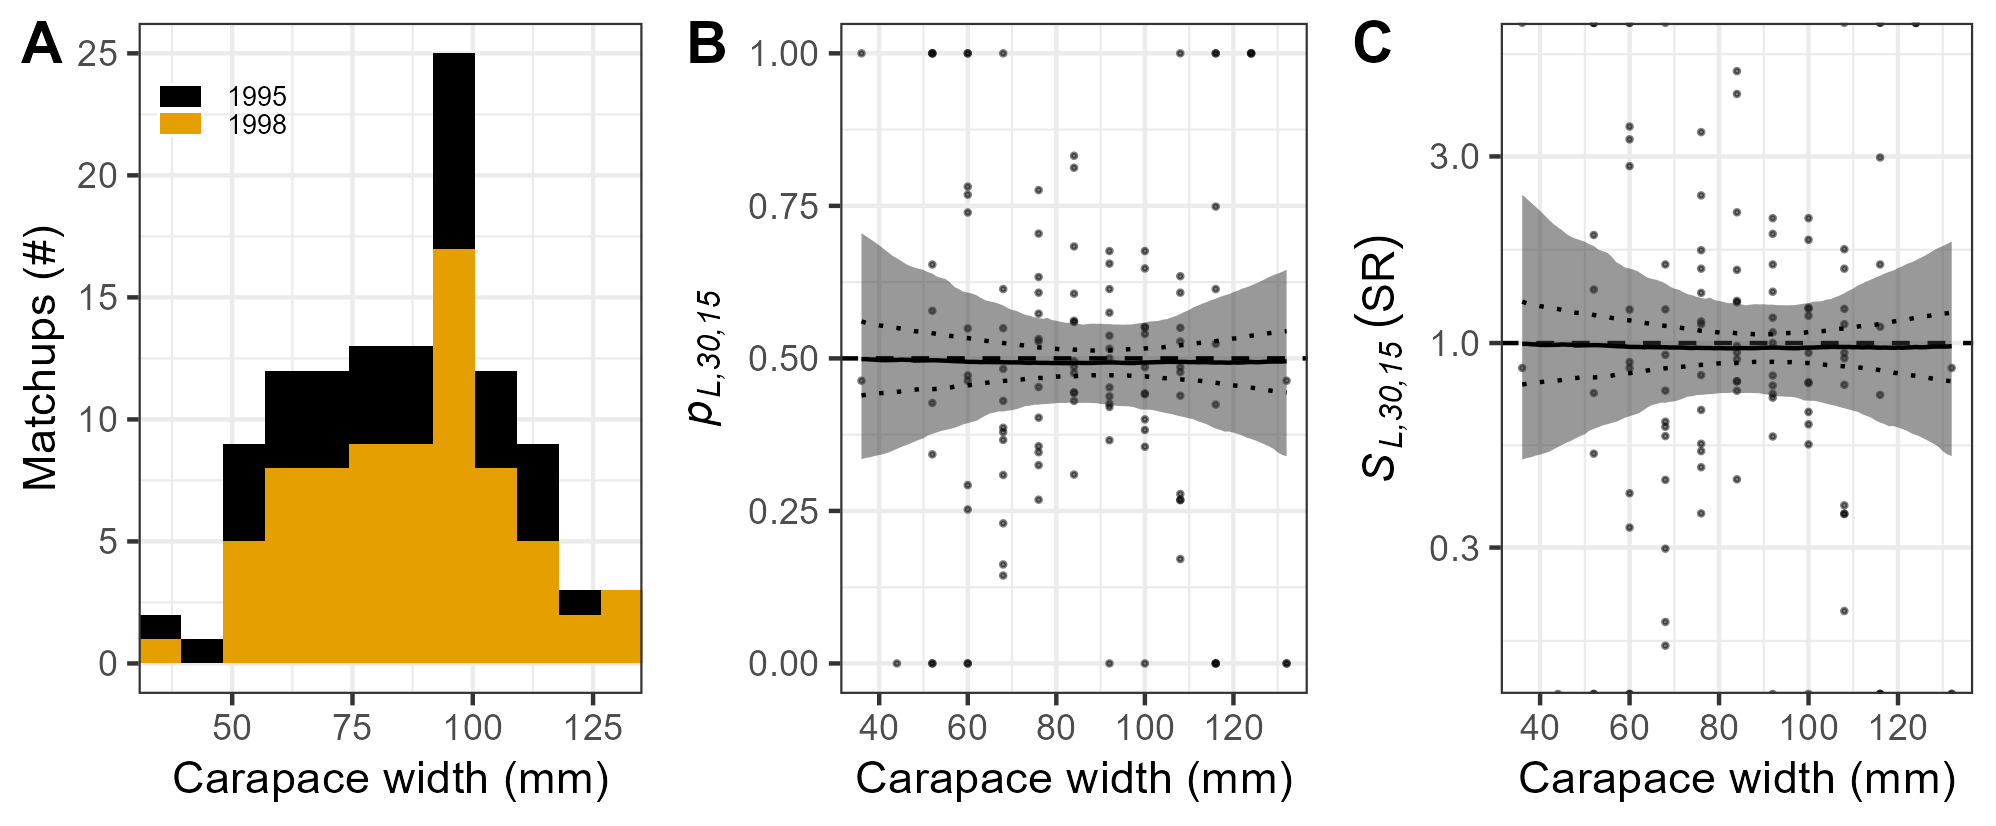 A
Matchups (#)
25
20
15
10
5
0
1995
1998
50 75 100 125
Carapace width (mm)
B
pL,30,15
1.00
0.75
0.50
0.25
0.00
40 60 80 100 120
Carapace width (mm)
C
SL,30,15 (SR)
3.0
1.0
0.3
40 60 80 100 120
Carapace width (mm)